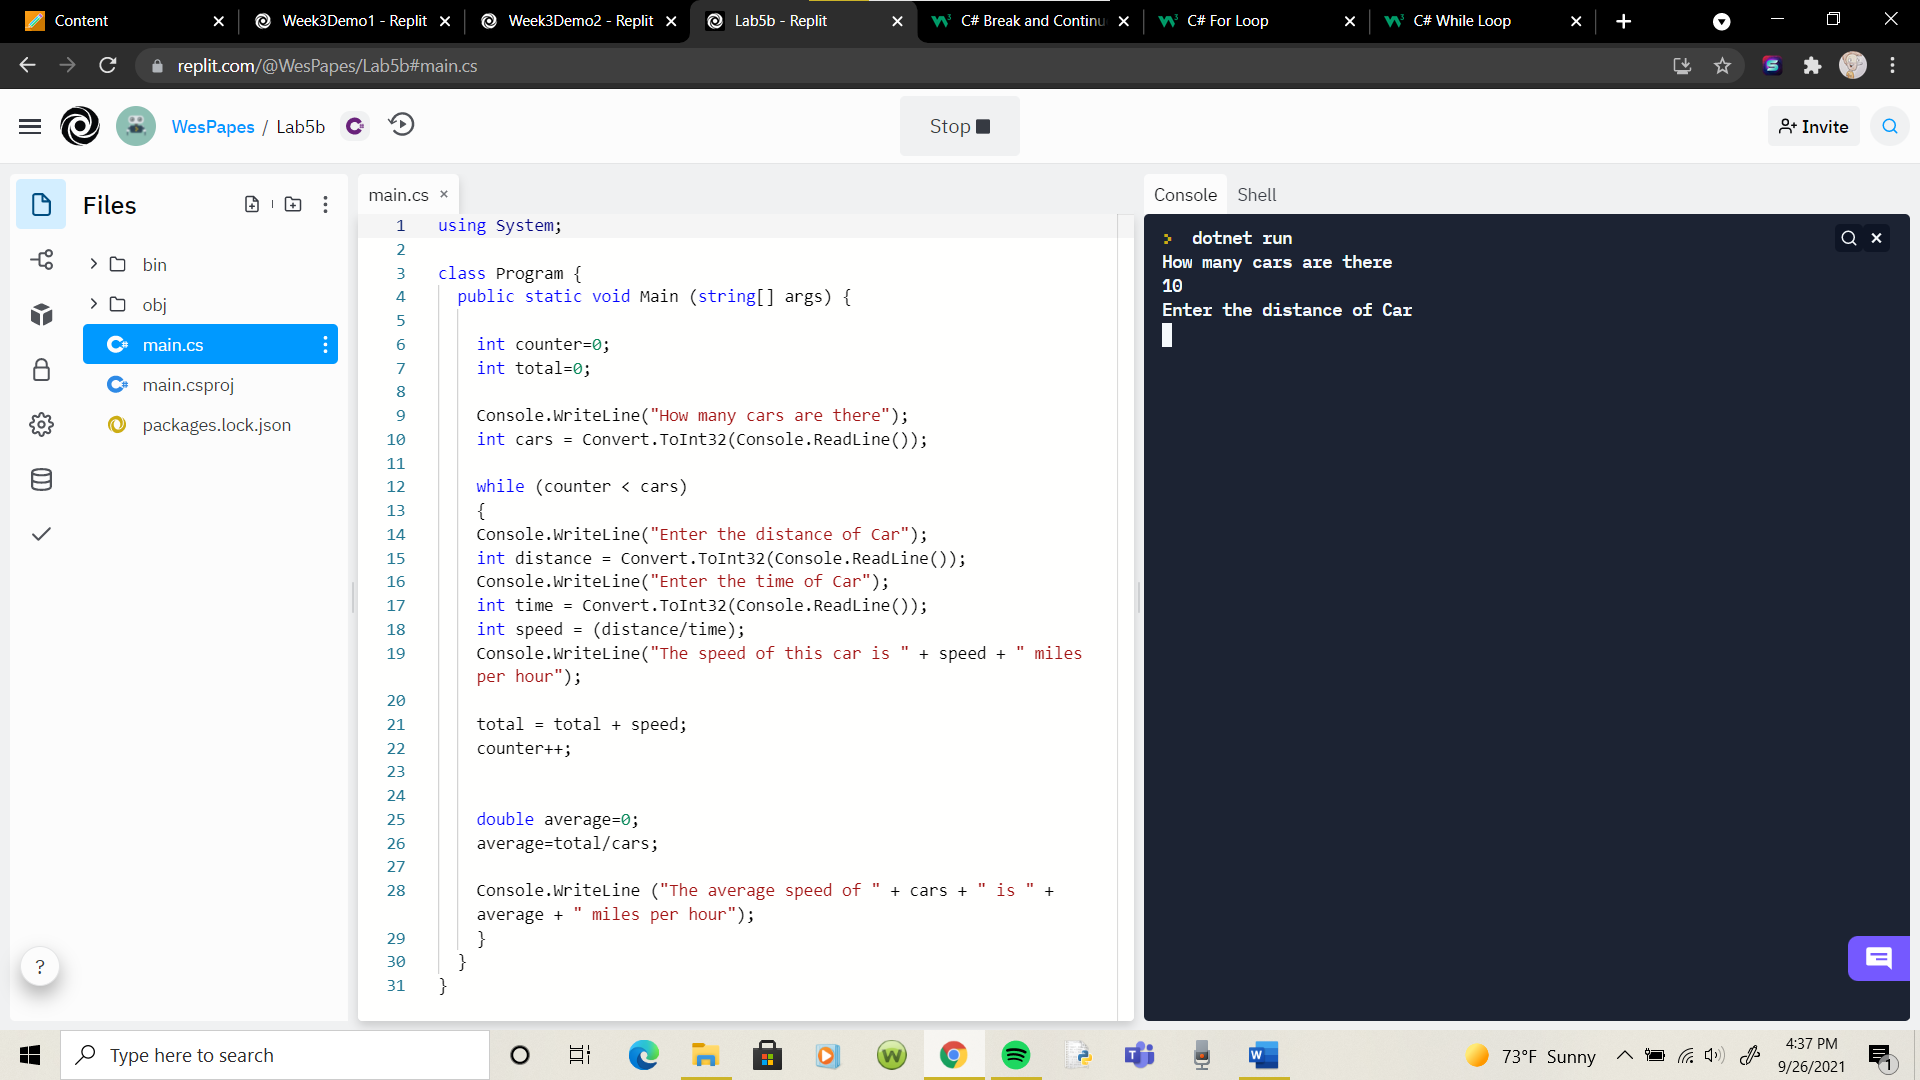 Content
Week3Demo1 - Replit
Week3Demo2 - Replit
Lab5b - Replit
C# Break and Continu
C# For Loop
C# While Loop
replit.com/@WesPapes/Lab5b#main.cs
WesPapes / Lab5b
Stop
Invite
Files
bin
obj
main.cs
main.csproj
packages.lock.json
main.cs
1 using System;
2
3 class Program {
4 public static void Main (string[] args) {
5
6 int counter=0;
7 int total=0;
8
9 Console.WriteLine("How many cars are there");
10 int cars = Convert.ToInt32(Console.ReadLine());
11
12 while (counter < cars)
13 {
14 Console.WriteLine("Enter the distance of Car");
15 int distance = Convert.ToInt32(Console.ReadLine());
16 Console.WriteLine("Enter the time of Car");
17 int time = Convert.ToInt32(Console.ReadLine());
18 int speed = (distance/time);
19 Console.WriteLine("The speed of this car is " + speed + " miles
per hour");
20
21 total = total + speed;
22 counter++;
23
24
25 double average=0;
26 average=total/cars;
27
28 Console.WriteLine ("The average speed of " + cars + " is " +
average + " miles per hour");
29 }
30 }
31 }
Console
Shell
> dotnet run
How many cars are there
10
Enter the distance of Car
?
Type here to search
73°F Sunny
4:37 PM
9/26/2021
1